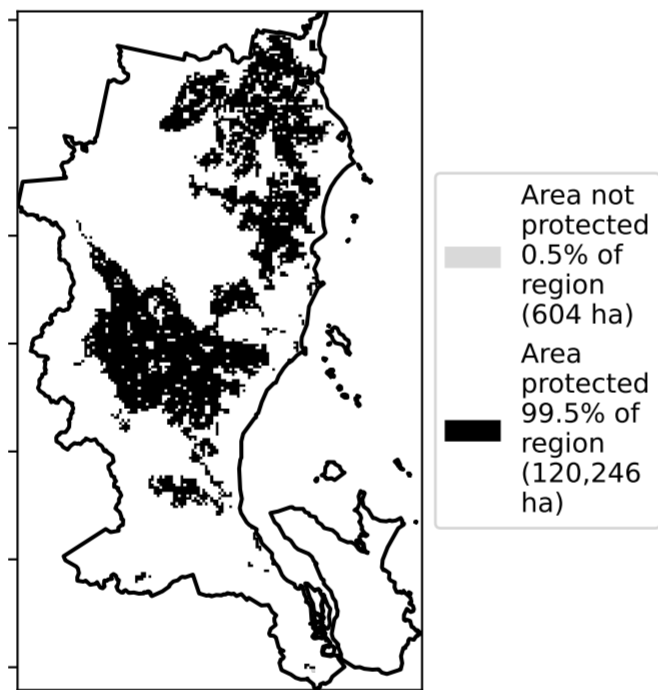 Area not
protected
0.5% of
region
(604 ha)
Area
protected
99.5% of
region
(120,246
ha)